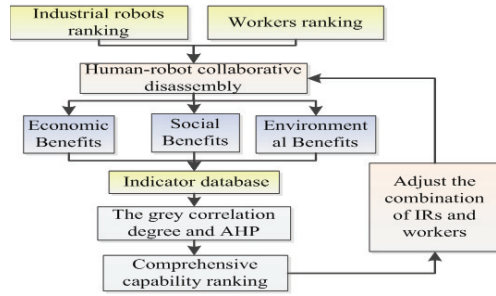 Industrial robots
ranking
Workers ranking
Human-robot collaborative
disassembly
Economic
Benefits
Social
Benefits
Environment
al Benefits
Indicator database
The grey correlation
degree and AHP
Comprehensive
capability ranking
Adjust the
combination
of IRs and
workers